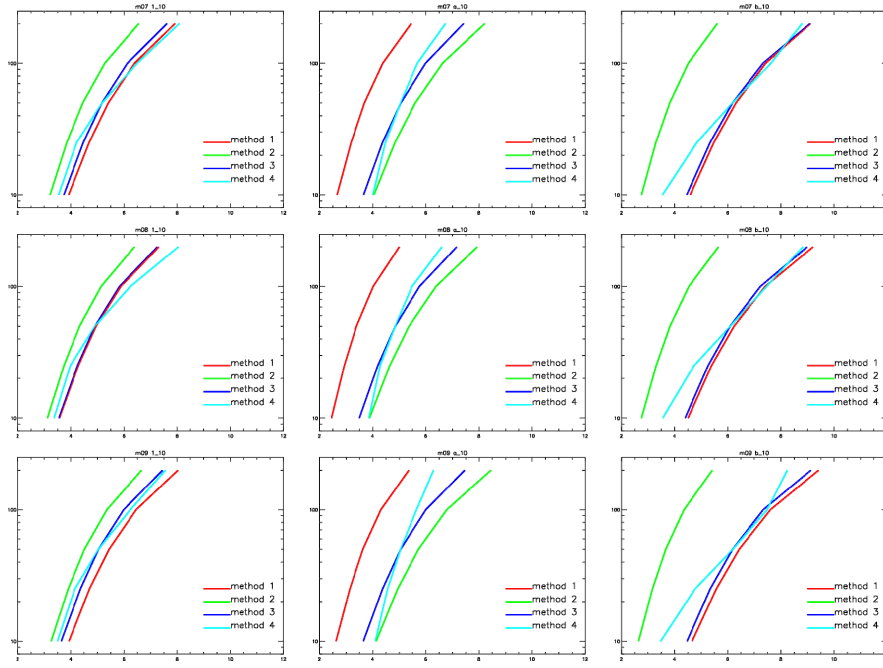 m07 1_10
100
10
2 4 6 8 10 12
method 1
method 2
method 3
method 4
m07 a_10
100
10
2 4 6 8 10 12
method 1
method 2
method 3
method 4
m07 b_10
100
10
2 4 6 8 10 12
method 1
method 2
method 3
method 4
m08 1_10
100
10
2 4 6 8 10 12
method 1
method 2
method 3
method 4
m08 a_10
100
10
2 4 6 8 10 12
method 1
method 2
method 3
method 4
m08 b_10
100
10
2 4 6 8 10 12
method 1
method 2
method 3
method 4
m09 1_10
100
10
2 4 6 8 10 12
method 1
method 2
method 3
method 4
m09 a_10
100
10
2 4 6 8 10 12
method 1
method 2
method 3
method 4
m09 b_10
100
10
2 4 6 8 10 12
method 1
method 2
method 3
method 4